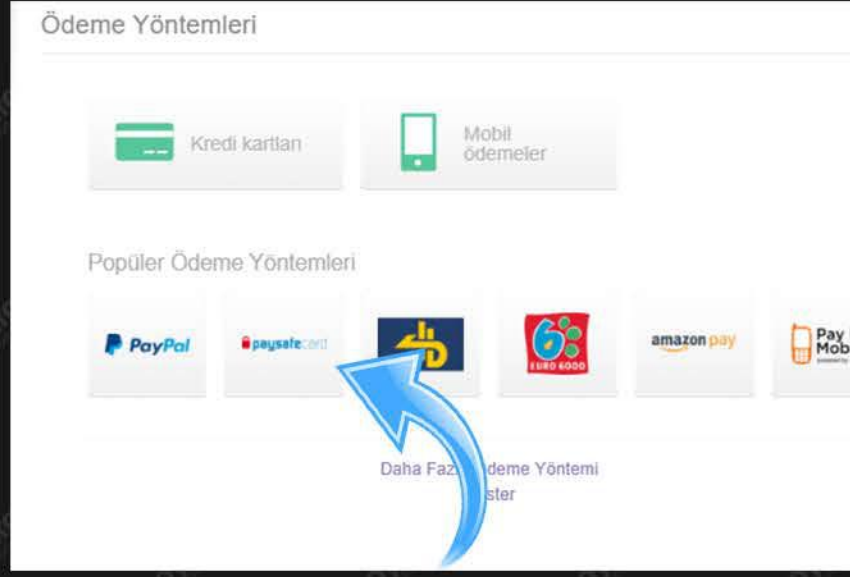 Ödeme Yöntemleri
Kredi kartları
Mobil
ödemeler
Popüler Ödeme Yöntemleri
PayPal
paysafecard
6
EURO 6000
amazon pay
Pay
Mob
Daha Faz deme Yöntemi
ster